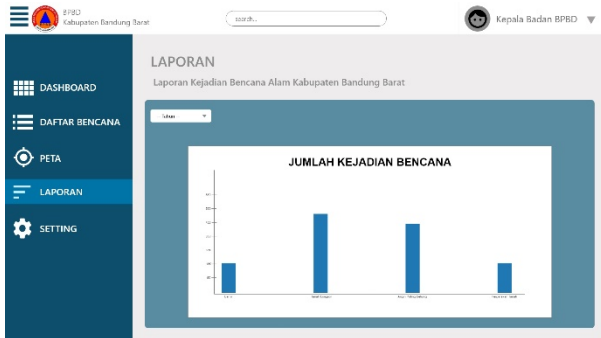 BPBD
Kabupaten Bandung Barat
search...
Kepala Badan BPBD
LAPORAN
Laporan Kejadian Bencana Alam Kabupaten Bandung Barat
DASHBOARD
DAFTAR BENCANA
PETA
LAPORAN
SETTING
Tahun
JUMLAH KEJADIAN BENCANA